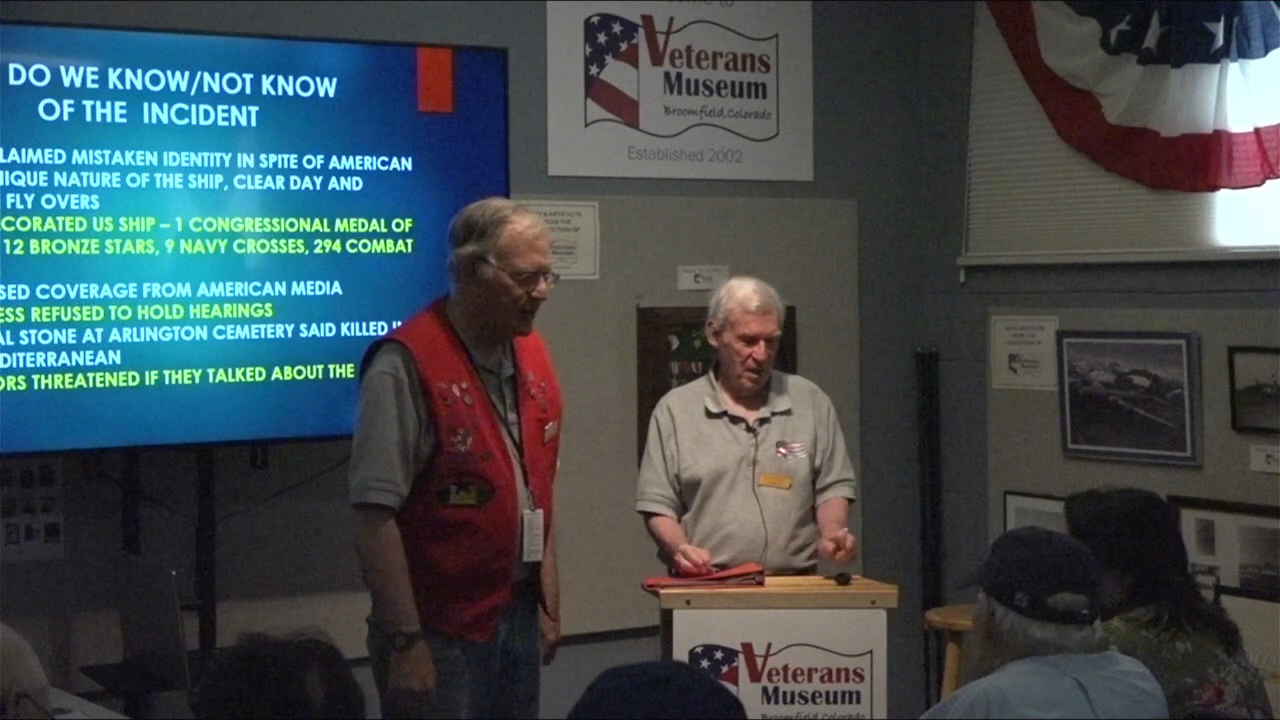 DO WE KNOW/NOT KNOW
OF THE INCIDENT
LAIMED MISTAKEN IDENTITY IN SPITE OF AMERICAN
IQUE NATURE OF THE SHIP, CLEAR DAY AND
FLY OVERS
CORATED US SHIP – 1 CONGRESSIONAL MEDAL OF
12 BRONZE STARS, 9 NAVY CROSSES, 294 COMBAT
SED COVERAGE FROM AMERICAN MEDIA
ESS REFUSED TO HOLD HEARINGS
AL STONE AT ARLINGTON CEMETERY SAID KILLED I
DITERRANEAN
ORS THREATENED IF THEY TALKED ABOUT THE
Veterans
Museum
Broomfield, Colorado
Established 2002
Veterans
Museum
Broomfield, Colorado